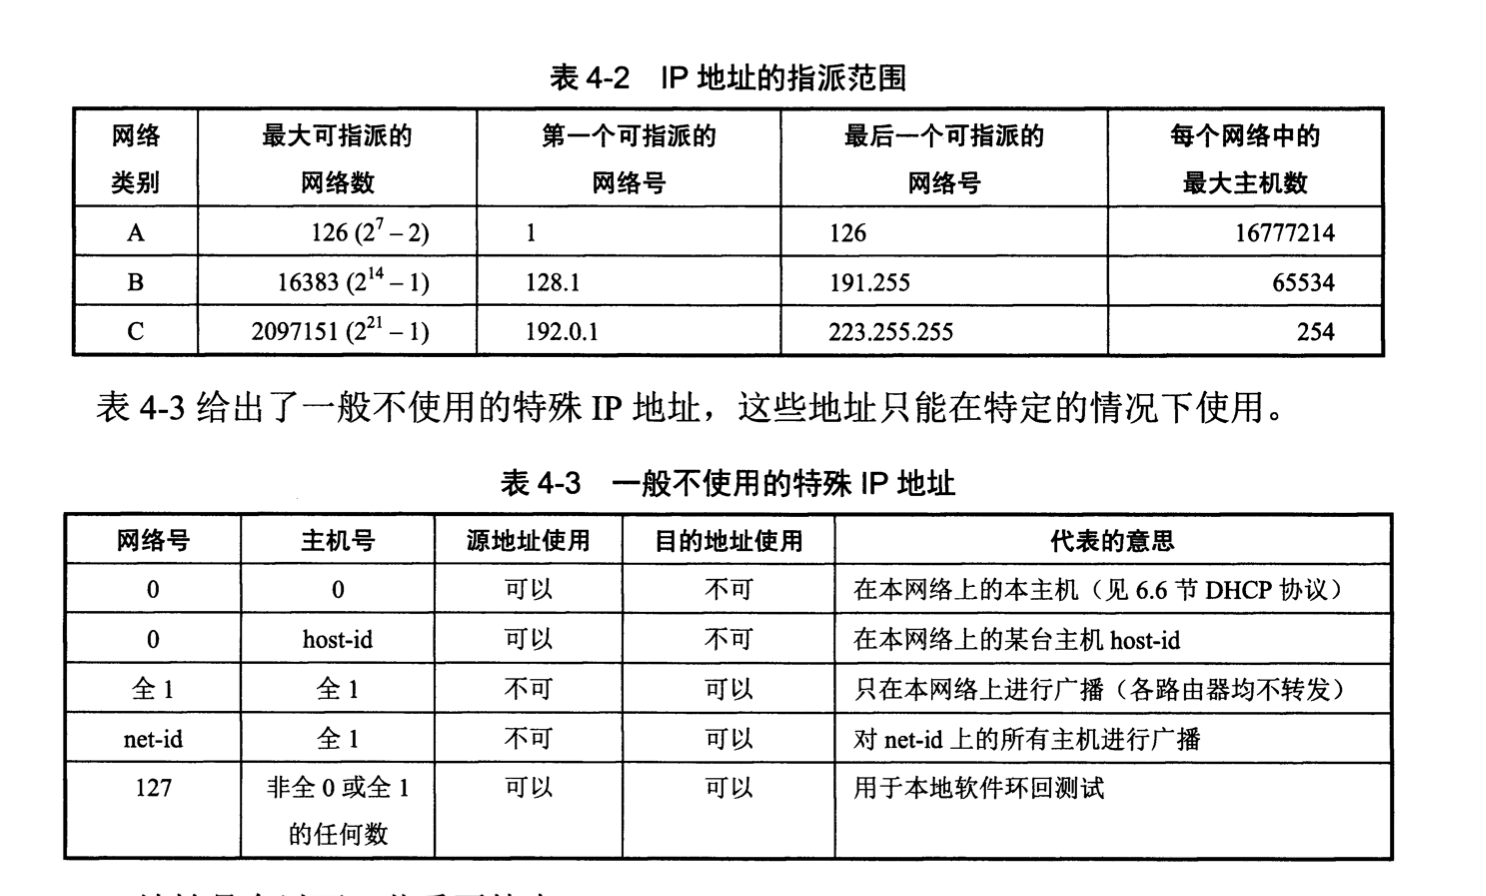 表 4-2 IP 地址的指派范围
网络 最大可指派的 第一个可指派的 最后一个可指派的 每个网络中的
类别 网络数 网络号 网络号 最大主机数
A 126 (2⁷ – 2) 1 126 16777214
B 16383 (2¹⁴ – 1) 128.1 191.255 65534
C 2097151 (2²¹ – 1) 192.0.1 223.255.255 254
表 4-3 给出了一般不使用的特殊 IP 地址，这些地址只能在特定的情况下使用。
表 4-3 一般不使用的特殊 IP 地址
网络号 主机号 源地址使用 目的地址使用 代表的意思
0 0 可以 不可 在本网络上的本主机（见 6.6 节 DHCP 协议）
0 host-id 可以 不可 在本网络上的某台主机 host-id
全 1 全 1 不可 可以 只在本网络上进行广播（各路由器均不转发）
net-id 全 1 不可 可以 对 net-id 上的所有主机进行广播
127 非全 0 或全 1 可以 可以 用于本地软件环回测试
的任何数